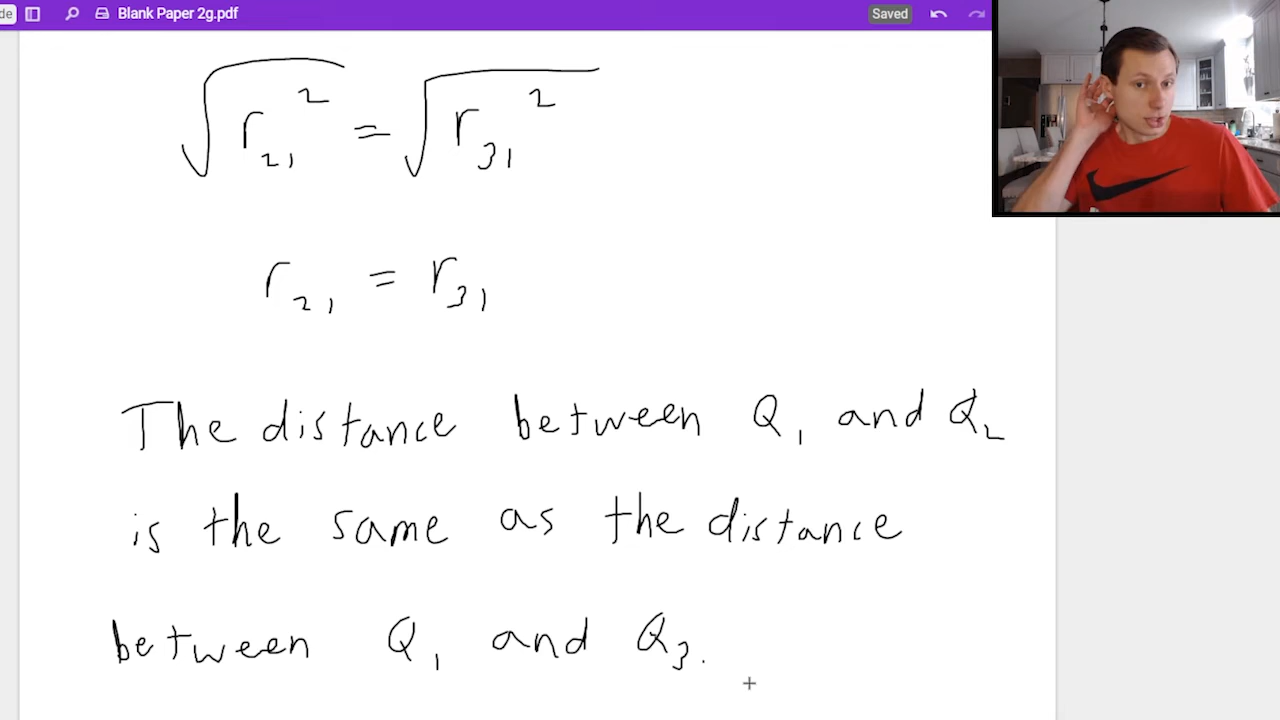 de
Blank Paper 2g.pdf
Saved
√r₂₁² = √r₃₁²
r₂₁ = r₃₁
The distance between Q₁ and Q₂
is the same as the distance
between Q₁ and Q₃.